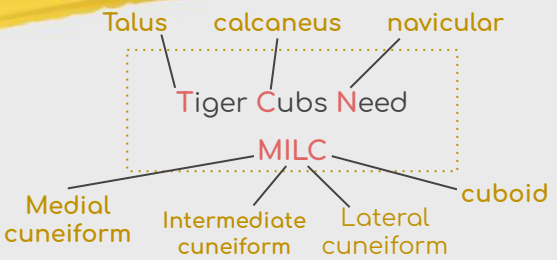 Talus calcaneus navicular
Tiger Cubs Need
MILC
Medial cuneiform
Intermediate cuneiform
Lateral cuneiform
cuboid